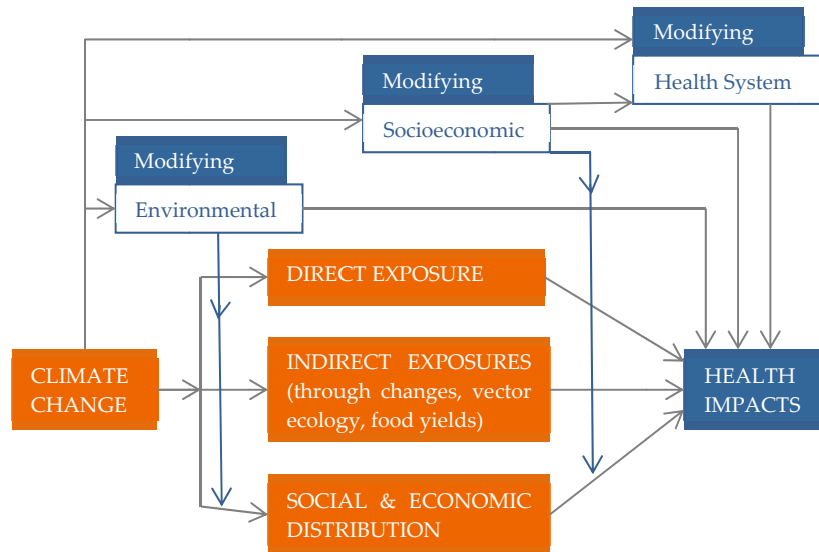 Modifying
Health System
Modifying
Socioeconomic
Modifying
Environmental
DIRECT EXPOSURE
CLIMATE
CHANGE
INDIRECT EXPOSURES
(through changes, vector
ecology, food yields)
HEALTH
IMPACTS
SOCIAL & ECONOMIC
DISTRIBUTION